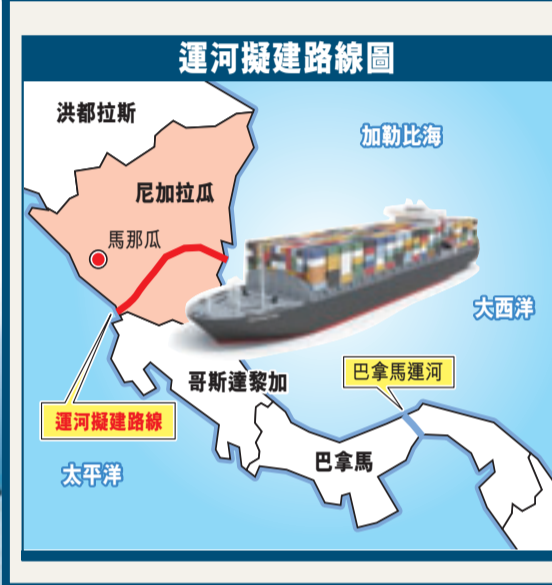 運河擬建路線圖
洪都拉斯
加勒比海
尼加拉瓜
馬那瓜
大西洋
哥斯達黎加
巴拿馬運河
運河擬建路線
巴拿馬
太平洋